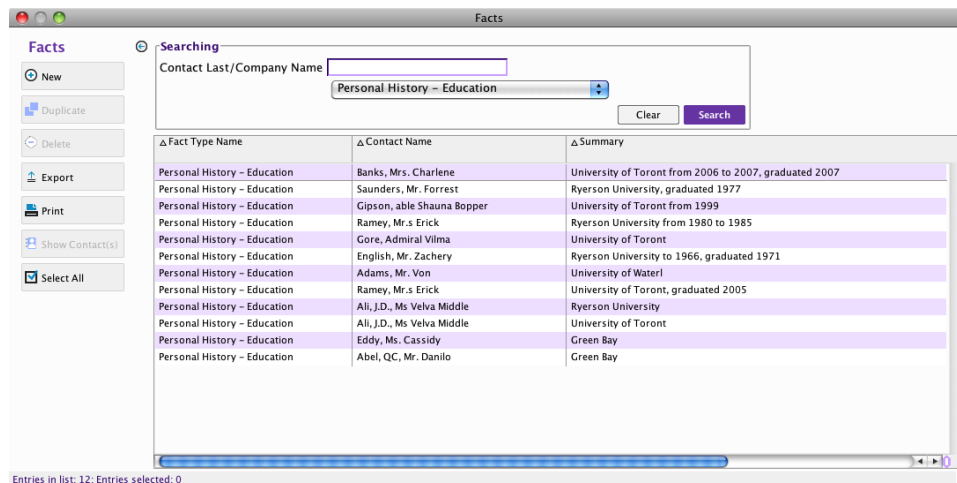 Facts
Facts
Searching
New
Contact Last/Company Name
Personal History – Education
Duplicate
Clear Search
Delete
△ Fact Type Name △ Contact Name △ Summary
Export
Personal History – Education Banks, Mrs. Charlene University of Toront from 2006 to 2007, graduated 2007
Personal History – Education Saunders, Mr. Forrest Ryerson University, graduated 1977
Print
Personal History – Education Gipson, able Shauna Bopper University of Toront from 1999
Personal History – Education Ramey, Mr.s Erick Ryerson University from 1980 to 1985
Show Contact(s)
Personal History – Education Gore, Admiral Vilma University of Toront
Personal History – Education English, Mr. Zachery Ryerson University to 1966, graduated 1971
Select All
Personal History – Education Adams, Mr. Von University of Waterl
Personal History – Education Ramey, Mr.s Erick University of Toront, graduated 2005
Personal History – Education Ali, J.D., Ms Velva Middle Ryerson University
Personal History – Education Ali, J.D., Ms Velva Middle University of Toront
Personal History – Education Eddy, Ms. Cassidy Green Bay
Personal History – Education Abel, QC, Mr. Danilo Green Bay
Entries in list: 12; Entries selected: 0